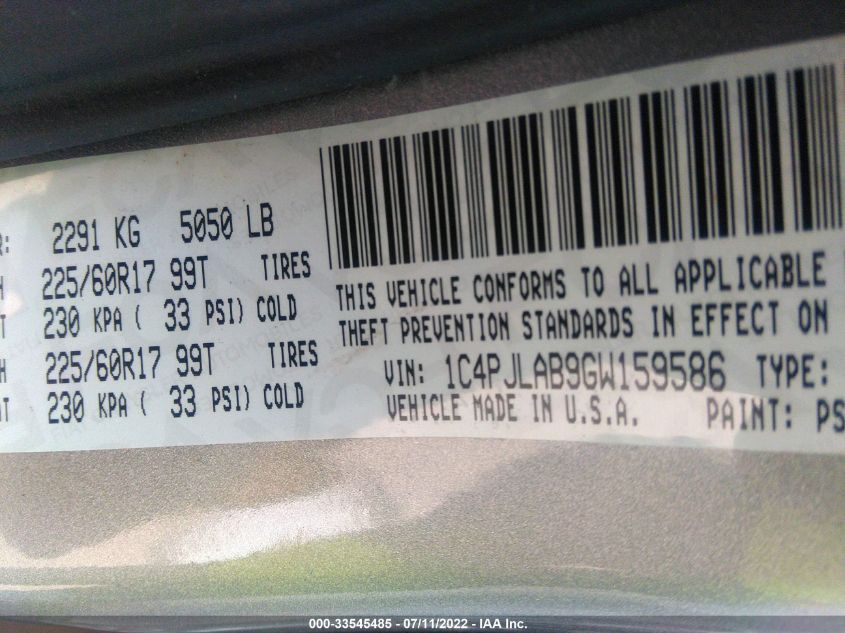 R: 2291 KG 5050 LB
H 225/60R17 99T TIRES
T 230 KPA ( 33 PSI) COLD
H 225/60R17 99T TIRES
NT 230 KPA ( 33 PSI) COLD
THIS VEHICLE CONFORMS TO ALL APPLICABLE
THEFT PREVENTION STANDARDS IN EFFECT ON
VIN: 1C4PJLAB9GW159586 TYPE:
VEHICLE MADE IN U.S.A. PAINT: PS
000-33545485 - 07/11/2022 - IAA Inc.